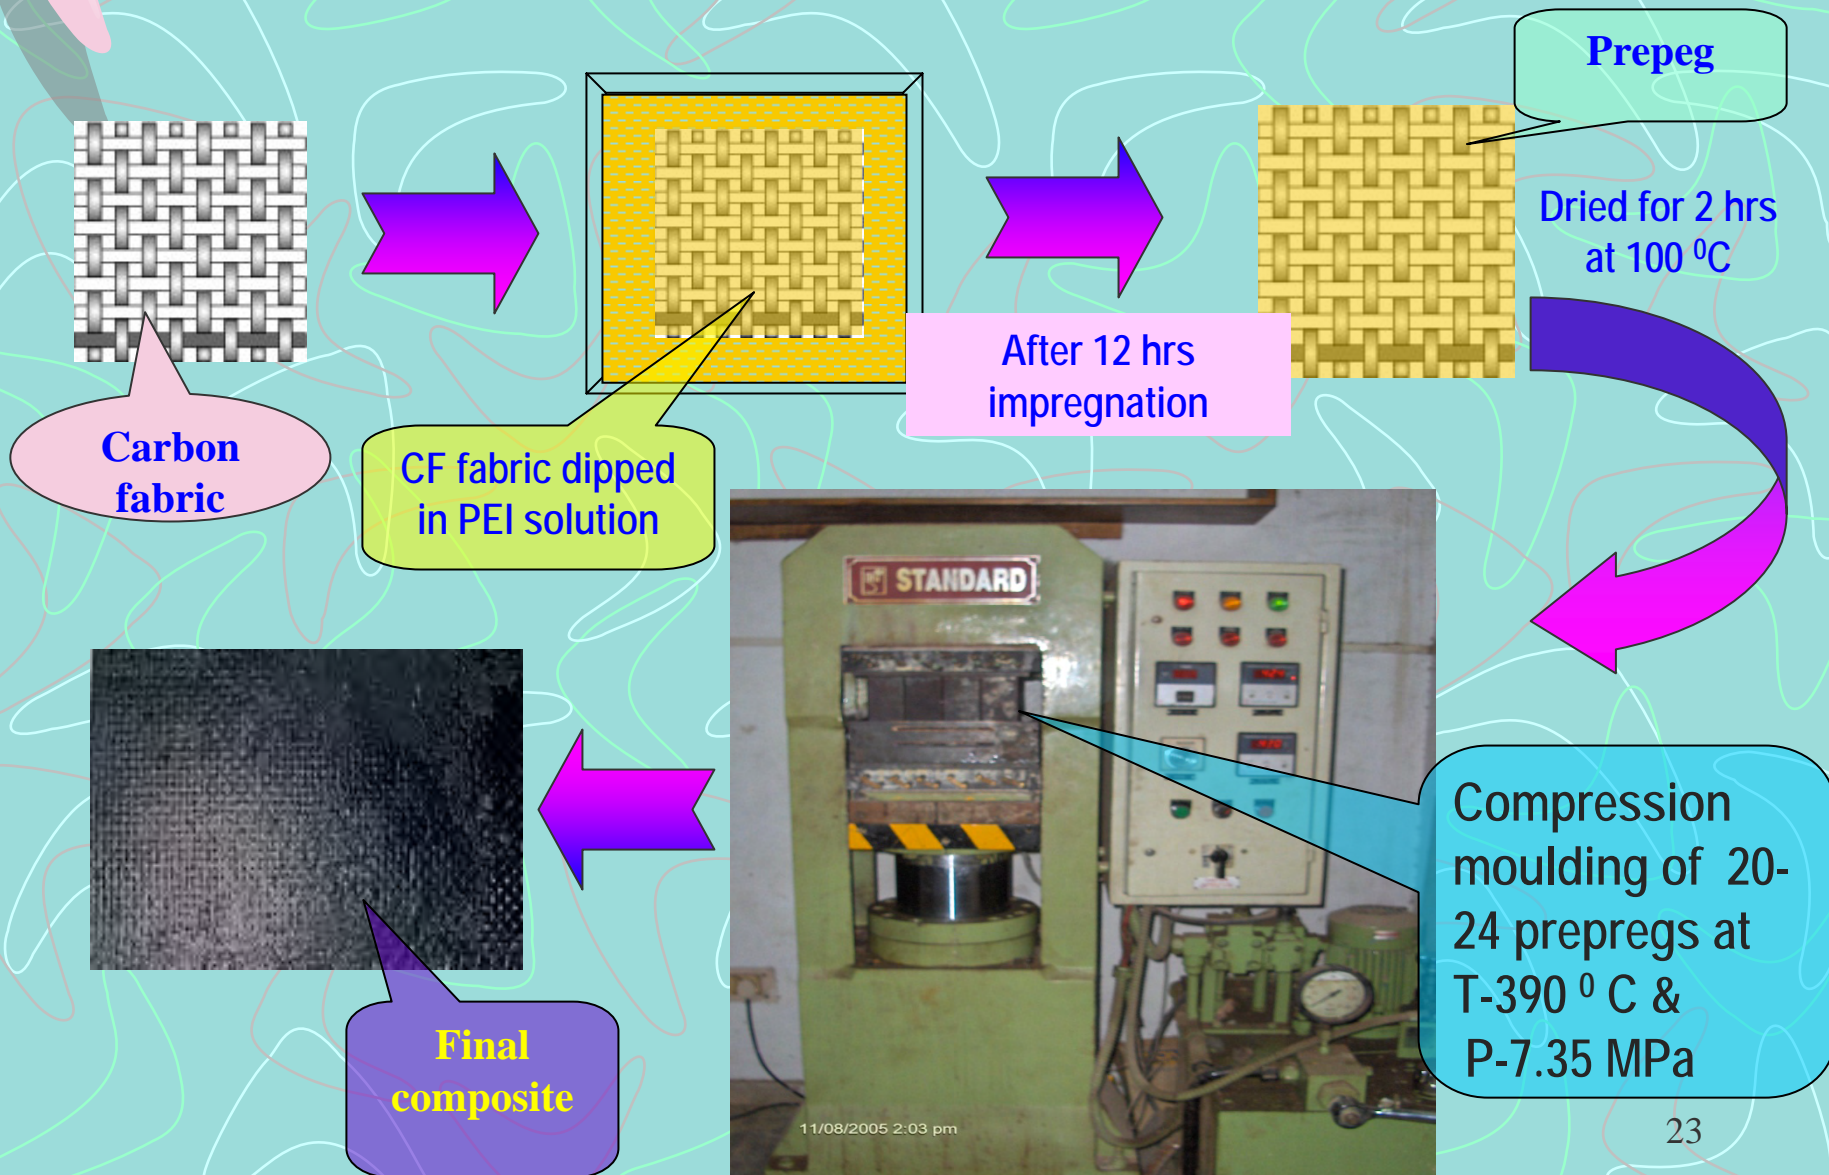 Prepeg
Dried for 2 hrs
at 100 ⁰C
After 12 hrs
impregnation
Carbon
fabric
CF fabric dipped
in PEI solution
STANDARD
Compression
moulding of 20-
24 prepregs at
T-390 ⁰ C &
P-7.35 MPa
Final
composite
11/08/2005 2:03 pm
23